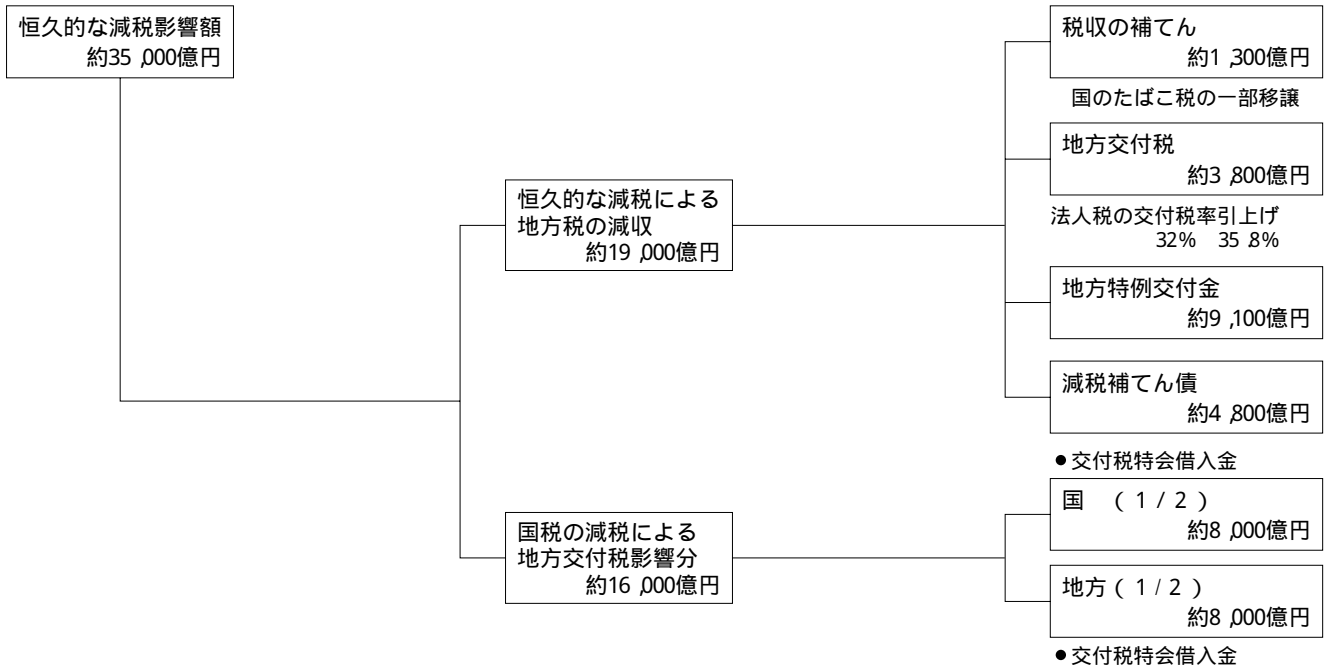 恒久的な減税影響額
約35,000億円
恒久的な減税による
地方税の減収
約19,000億円
国税の減税による
地方交付税影響分
約16,000億円
税収の補てん
約1,300億円
国のたばこ税の一部移譲
地方交付税
約3,800億円
法人税の交付税率引上げ
32% 35.8%
地方特例交付金
約9,100億円
減税補てん債
約4,800億円
●交付税特会借入金
国 (1/2)
約8,000億円
地方(1/2)
約8,000億円
●交付税特会借入金